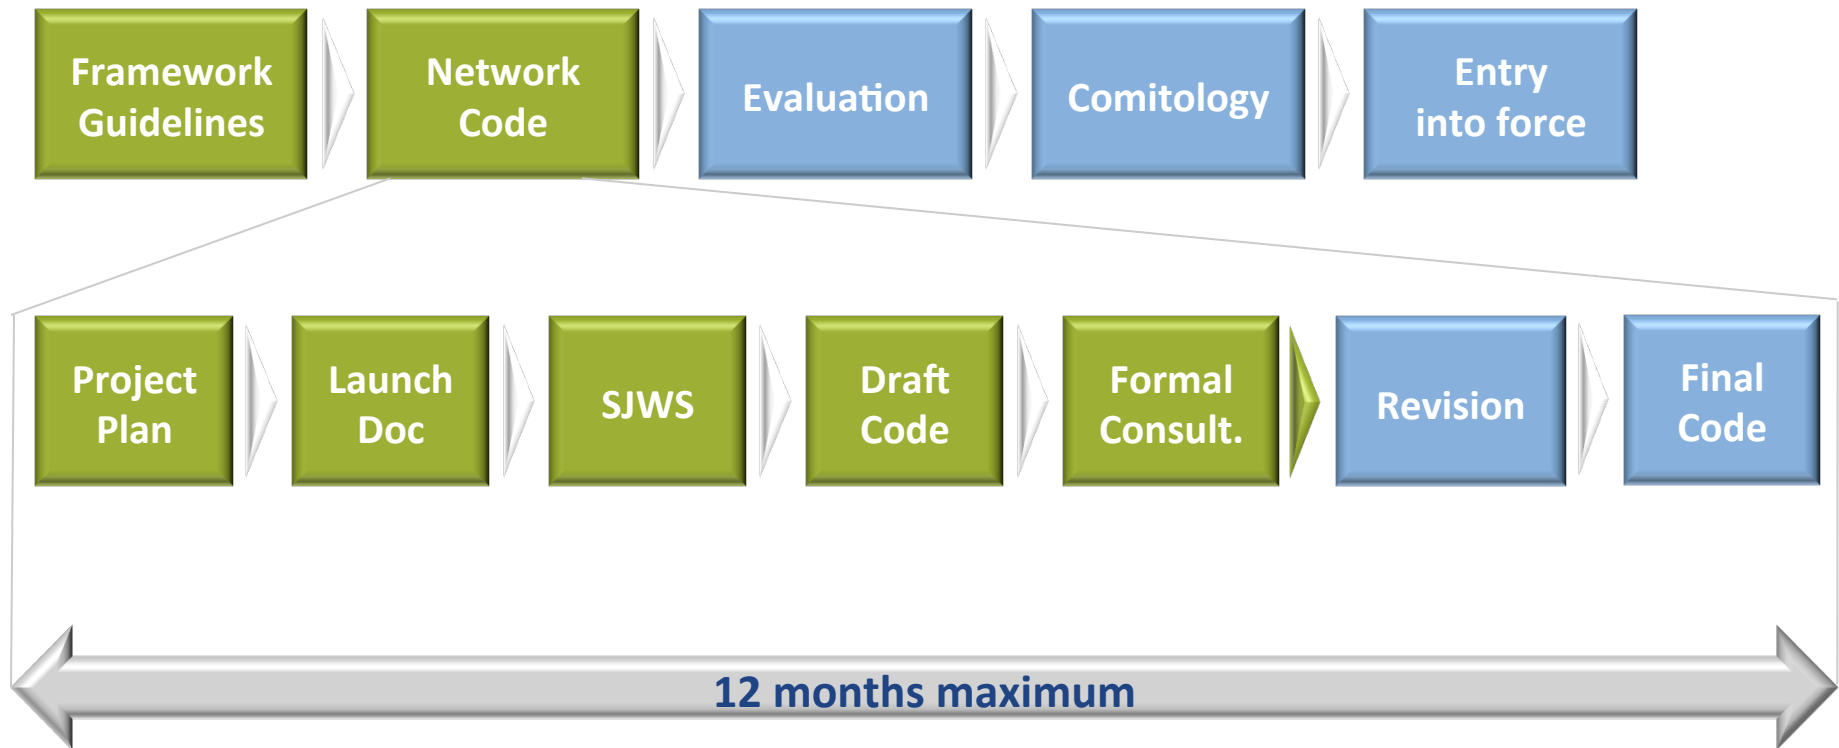 Framework
Guidelines
Network
Code
Evaluation
Comitology
Entry
into force
Project
Plan
Launch
Doc
SJWS
Draft
Code
Formal
Consult.
Revision
Final
Code
12 months maximum